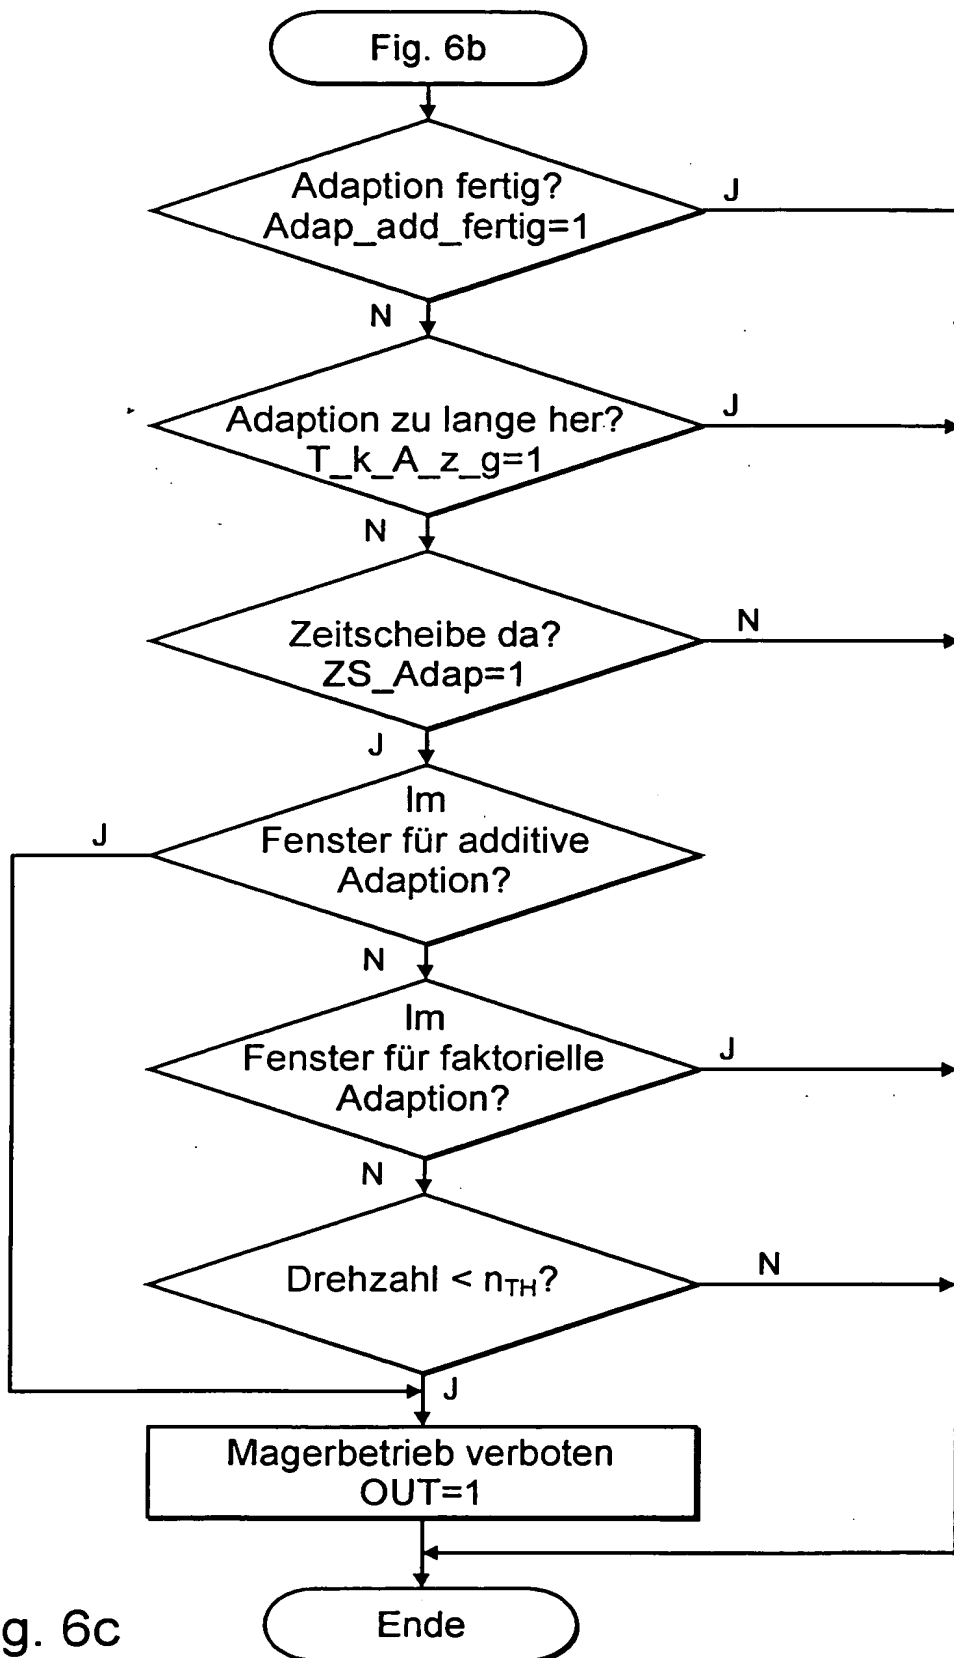 Fig. 6b
Adaption fertig?
Adap_add_fertig=1
J
N
Adaption zu lange her?
T_k_A_z_g=1
J
N
Zeitscheibe da?
ZS_Adap=1
N
J
Im
Fenster für additive
Adaption?
J
N
Im
Fenster für faktorielle
Adaption?
J
N
Drehzahl < nTH?
N
J
Magerbetrieb verboten
OUT=1
Ende
g. 6c